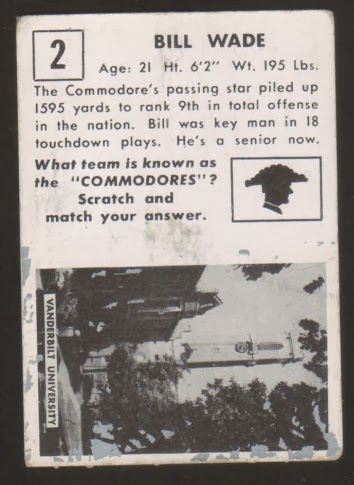 2
BILL WADE
Age: 21 Ht. 6'2" Wt. 195 Lbs.
The Commodore's passing star piled up
1595 yards to rank 9th in total offense
in the nation. Bill was key man in 18
touchdown plays. He's a senior now.
What team is known as
the "COMMODORES"?
Scratch and
match your answer.
VANDERBILT UNIVERSITY